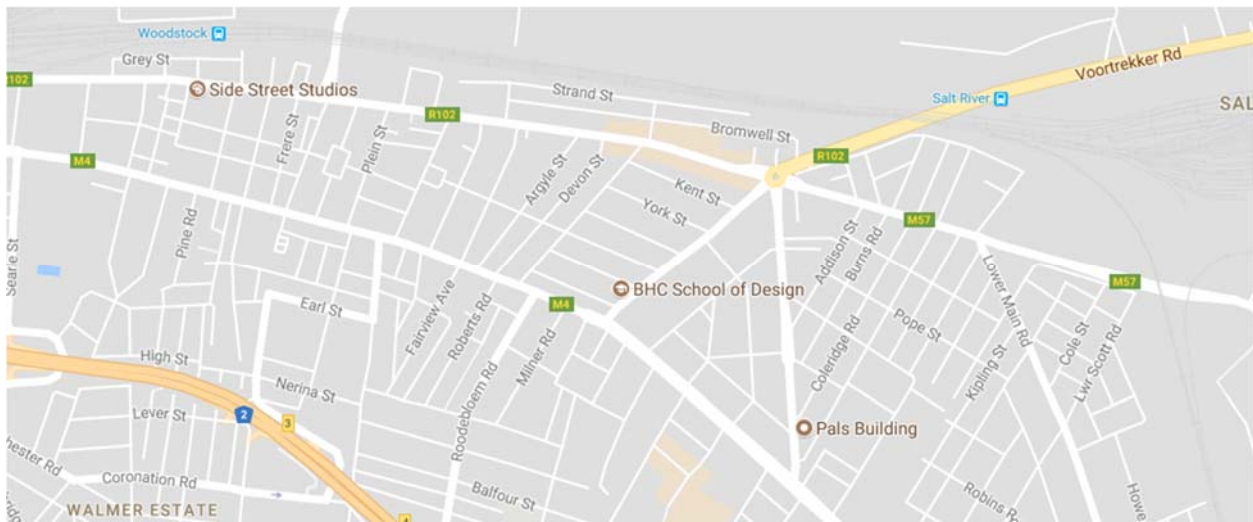 Woodstock
Voortrekker Rd
Grey St
Side Street Studios
Strand St
Salt River
SAL
R102
R102
Bromwell St
Frere St
Plein St
M4
Argyle St
Devon St
R102
Kent St
York St
M57
Pine Rd
Searle St
Addison St
Burns Rd
Lower Main Rd
M57
BHC School of Design
Earl St
Fairview Ave
Roberts Rd
M4
Milner Rd
Coleridge Rd
Pope St
Kipling St
Cole St
Lwr Scott Rd
High St
Nerina St
Lever St
2
3
Roodebloem Rd
Pals Building
hester Rd
Coronation Rd
Balfour St
Robins Rd
Howe
WALMER ESTATE
4